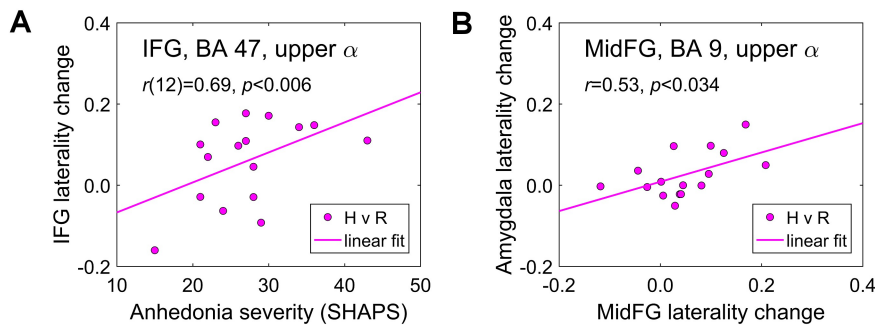 A
IFG, BA 47, upper α
r(12)=0.69, p<0.006
IFG laterality change
0.4
0.2
0.0
-0.2
H v R
linear fit
10 20 30 40 50
Anhedonia severity (SHAPS)
B
MidFG, BA 9, upper α
r=0.53, p<0.034
Amygdala laterality change
0.4
0.2
0.0
-0.2
H v R
linear fit
-0.2 0.0 0.2 0.4
MidFG laterality change